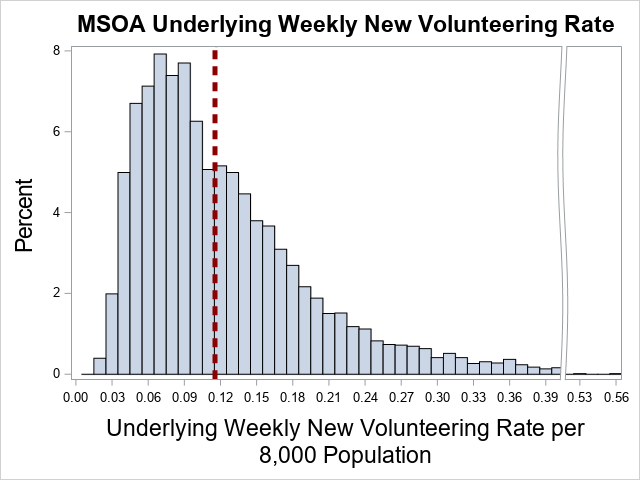 MSOA Underlying Weekly New Volunteering Rate
8
6
4
2
0
Percent
0.00 0.03 0.06 0.09 0.12 0.15 0.18 0.21 0.24 0.27 0.30 0.33 0.36 0.39 0.53 0.56
Underlying Weekly New Volunteering Rate per
8,000 Population